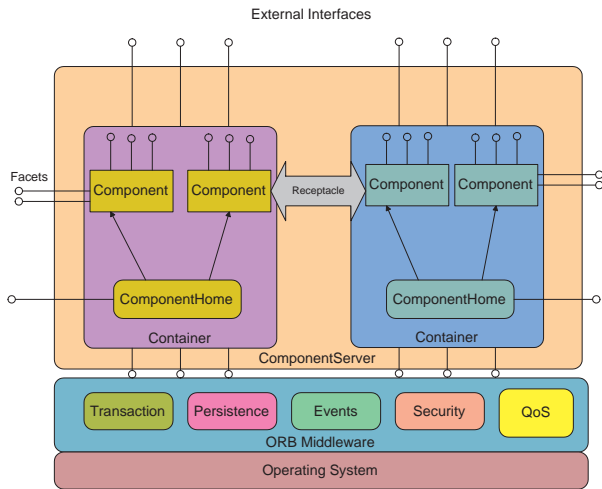 External Interfaces
Facets
Component
Component
Receptacle
Component
Component
ComponentHome
ComponentHome
Container
Container
ComponentServer
Transaction
Persistence
Events
Security
QoS
ORB Middleware
Operating System